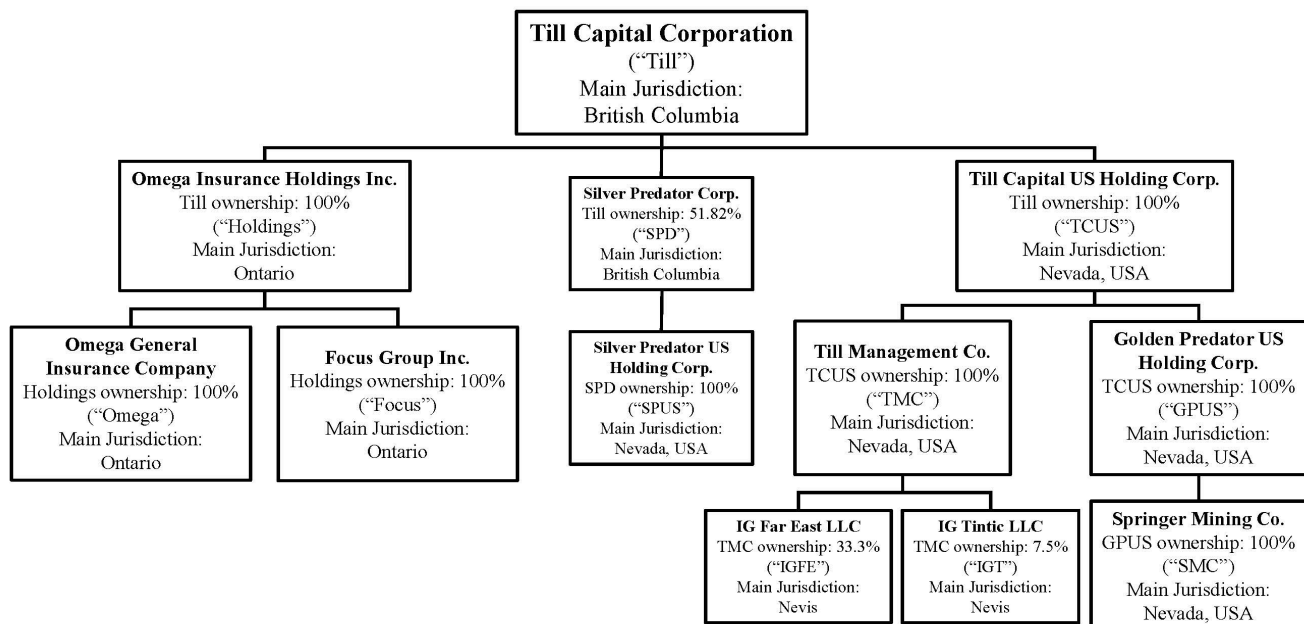 Till Capital Corporation
(“Till”)
Main Jurisdiction:
British Columbia
Omega Insurance Holdings Inc.
Till ownership: 100%
(“Holdings”)
Main Jurisdiction:
Ontario
Silver Predator Corp.
Till ownership: 51.82%
(“SPD”)
Main Jurisdiction:
British Columbia
Till Capital US Holding Corp.
Till ownership: 100%
(“TCUS”)
Main Jurisdiction:
Nevada, USA
Omega General
Insurance Company
Holdings ownership: 100%
(“Omega”)
Main Jurisdiction:
Ontario
Focus Group Inc.
Holdings ownership: 100%
(“Focus”)
Main Jurisdiction:
Ontario
Silver Predator US
Holding Corp.
SPD ownership: 100%
(“SPUS”)
Main Jurisdiction:
Nevada, USA
Till Management Co.
TCUS ownership: 100%
(“TMC”)
Main Jurisdiction:
Nevada, USA
Golden Predator US
Holding Corp.
TCUS ownership: 100%
(“GPUS”)
Main Jurisdiction:
Nevada, USA
IG Far East LLC
TMC ownership: 33.3%
(“IGFE”)
Main Jurisdiction:
Nevis
IG Tintic LLC
TMC ownership: 7.5%
(“IGT”)
Main Jurisdiction:
Nevis
Springer Mining Co.
GPUS ownership: 100%
(“SMC”)
Main Jurisdiction:
Nevada, USA